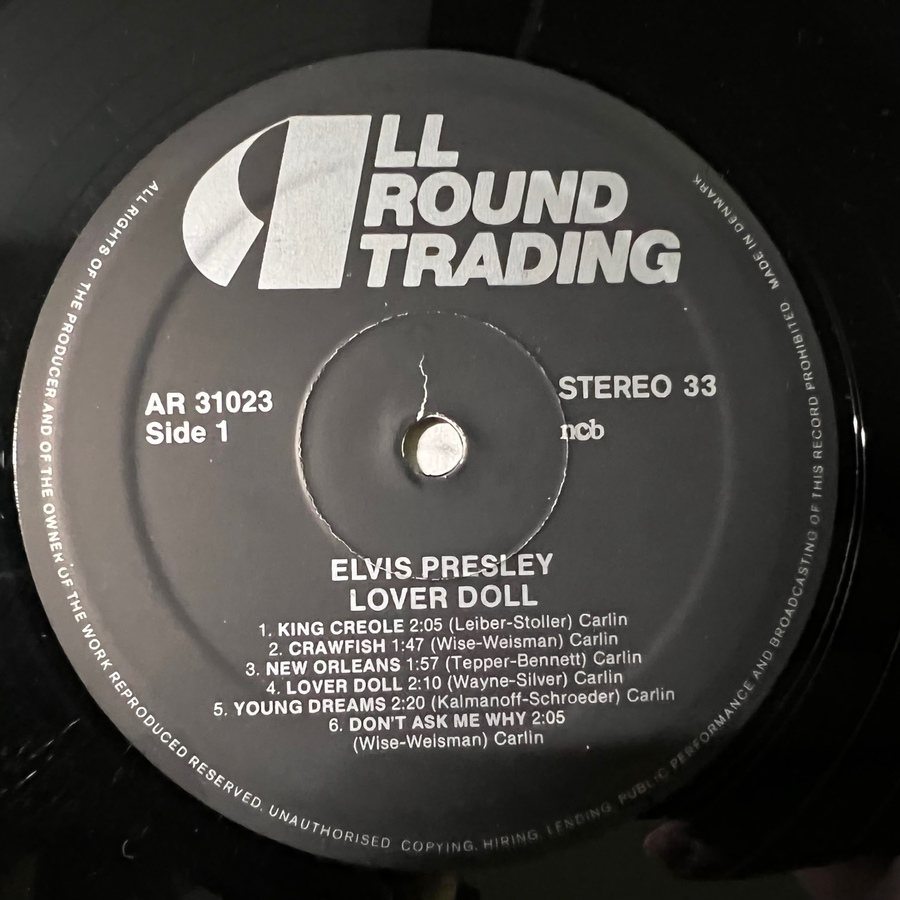 ALL
ROUND
TRADING
AR 31023
Side 1
STEREO 33
ncb
ELVIS PRESLEY
LOVER DOLL
1. KING CREOLE 2:05 (Leiber-Stoller) Carlin
2. CRAWFISH 1:47 (Wise-Weisman) Carlin
3. NEW ORLEANS 1:57 (Tepper-Bennett) Carlin
4. LOVER DOLL 2:10 (Wayne-Silver) Carlin
5. YOUNG DREAMS 2:20 (Kalmanoff-Schroeder) Carlin
6. DON'T ASK ME WHY 2:05
(Wise-Weisman) Carlin
ALL RIGHTS OF THE PRODUCER AND OF THE OWNER OF THE WORK REPRODUCED RESERVED. UNAUTHORISED COPYING, HIRING, LENDING, PUBLIC PERFORMANCE AND BROADCASTING OF THIS RECORD PROHIBITED MADE IN DENMARK